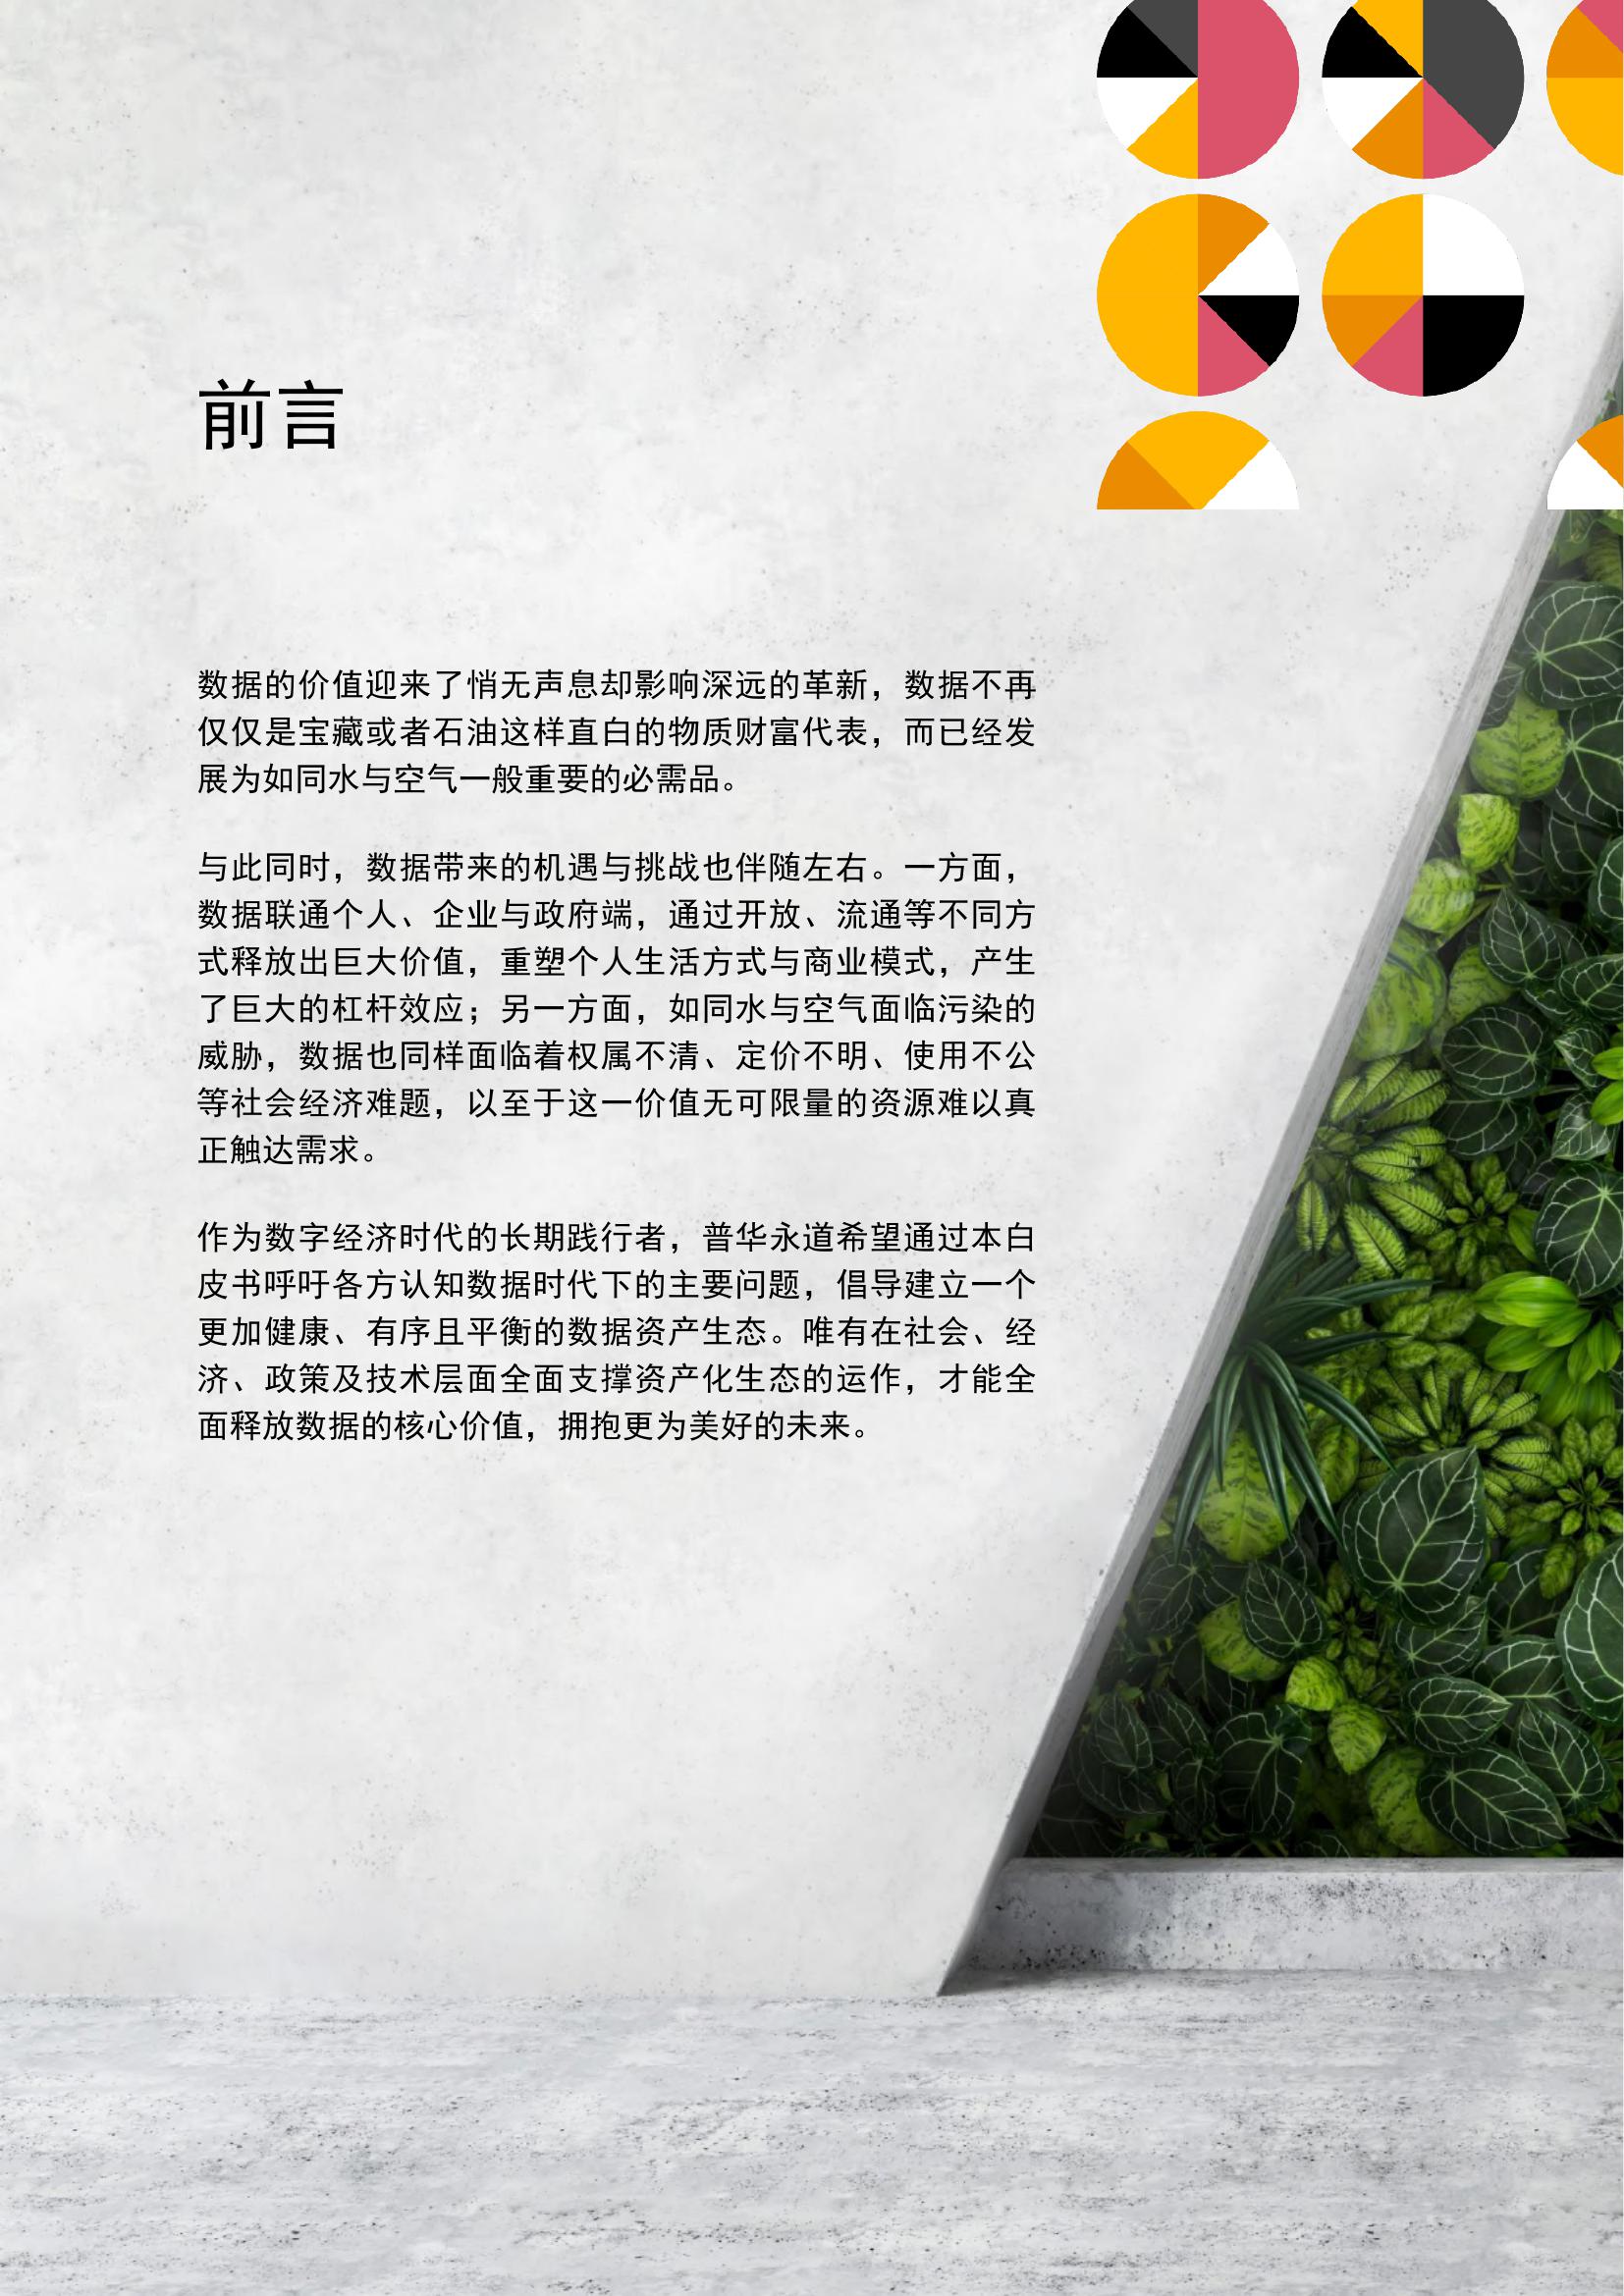 前言
数据的价值迎来了悄无声息却影响深远的革新，数据不再
仅仅是宝藏或者石油这样直白的物质财富代表，而已经发
展为如同水与空气一般重要的必需品。
与此同时，数据带来的机遇与挑战也伴随左右。一方面，
数据联通个人、企业与政府端，通过开放、流通等不同方
式释放出巨大价值，重塑个人生活方式与商业模式，产生
了巨大的杠杆效应；另一方面，如同水与空气面临污染的
威胁，数据也同样面临着权属不清、定价不明、使用不公
等社会经济难题，以至于这一价值无可限量的资源难以真
正触达需求。
作为数字经济时代的长期践行者，普华永道希望通过本白
皮书呼吁各方认知数据时代下的主要问题，倡导建立一个
更加健康、有序且平衡的数据资产生态。唯有在社会、经
济、政策及技术层面全面支撑资产化生态的运作，才能全
面释放数据的核心价值，拥抱更为美好的未来。